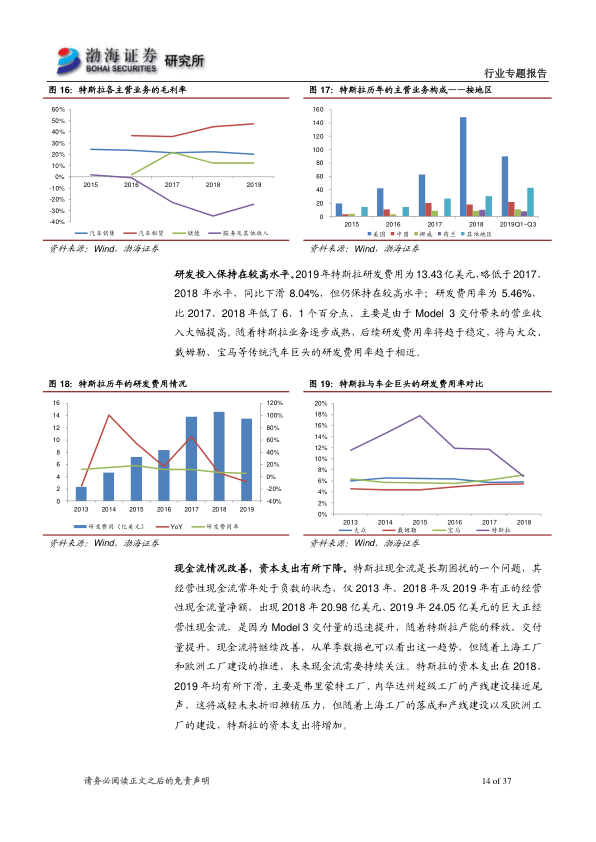 渤海证券 研究所
BOHAI SECURITIES
行业专题报告
图 16：特斯拉各主营业务的毛利率
图 17：特斯拉历年的主营业务构成——按地区
60%
50%
40%
30%
20%
10%
0%
-10%
-20%
-30%
-40%
2015 2016 2017 2018 2019
汽车销售 汽车租赁 储能 服务及其他收入
160
140
120
100
80
60
40
20
0
2015 2016 2017 2018 2019Q1-Q3
美国 中国 挪威 荷兰 其他地区
资料来源：Wind，渤海证券
资料来源：Wind，渤海证券
研发投入保持在较高水平。2019 年特斯拉研发费用为 13.43 亿美元，略低于 2017、
2018 年水平，同比下滑 8.04%，但仍保持在较高水平；研发费用率为 5.46%，
比 2017、2018 年低了 6、1 个百分点，主要是由于 Model 3 交付带来的营业收
入大幅提高。随着特斯拉业务逐步成熟，后续研发费用率将趋于稳定，将与大众、
戴姆勒、宝马等传统汽车巨头的研发费用率趋于相近。
图 18：特斯拉历年的研发费用情况
图 19：特斯拉与车企巨头的研发费用率对比
16
14
12
10
8
6
4
2
0
120%
100%
80%
60%
40%
20%
0%
-20%
-40%
2013 2014 2015 2016 2017 2018 2019
研发费用（亿美元） YoY 研发费用率
20%
18%
16%
14%
12%
10%
8%
6%
4%
2%
0%
2013 2014 2015 2016 2017 2018
大众 戴姆勒 宝马 特斯拉
资料来源：Wind，渤海证券
资料来源：Wind，渤海证券
现金流情况改善，资本支出有所下降。特斯拉现金流是长期困扰的一个问题，其
经营性现金流常年处于负数的状态，仅 2013 年、2018 年及 2019 年有正的经营
性现金流量净额，出现 2018 年 20.98 亿美元、2019 年 24.05 亿美元的巨大正经
营性现金流，是因为 Model 3 交付量的迅速提升，随着特斯拉产能的释放、交付
量提升，现金流将继续改善，从单季数据也可以看出这一趋势，但随着上海工厂
和欧洲工厂建设的推进，未来现金流需要持续关注。特斯拉的资本支出在 2018、
2019 年均有所下滑，主要是弗里蒙特工厂、内华达州超级工厂的产线建设接近尾
声，这将减轻未来折旧摊销压力，但随着上海工厂的落成和产线建设以及欧洲工
厂的建设，特斯拉的资本支出将增加。
请务必阅读正文之后的免责声明
14 of 37